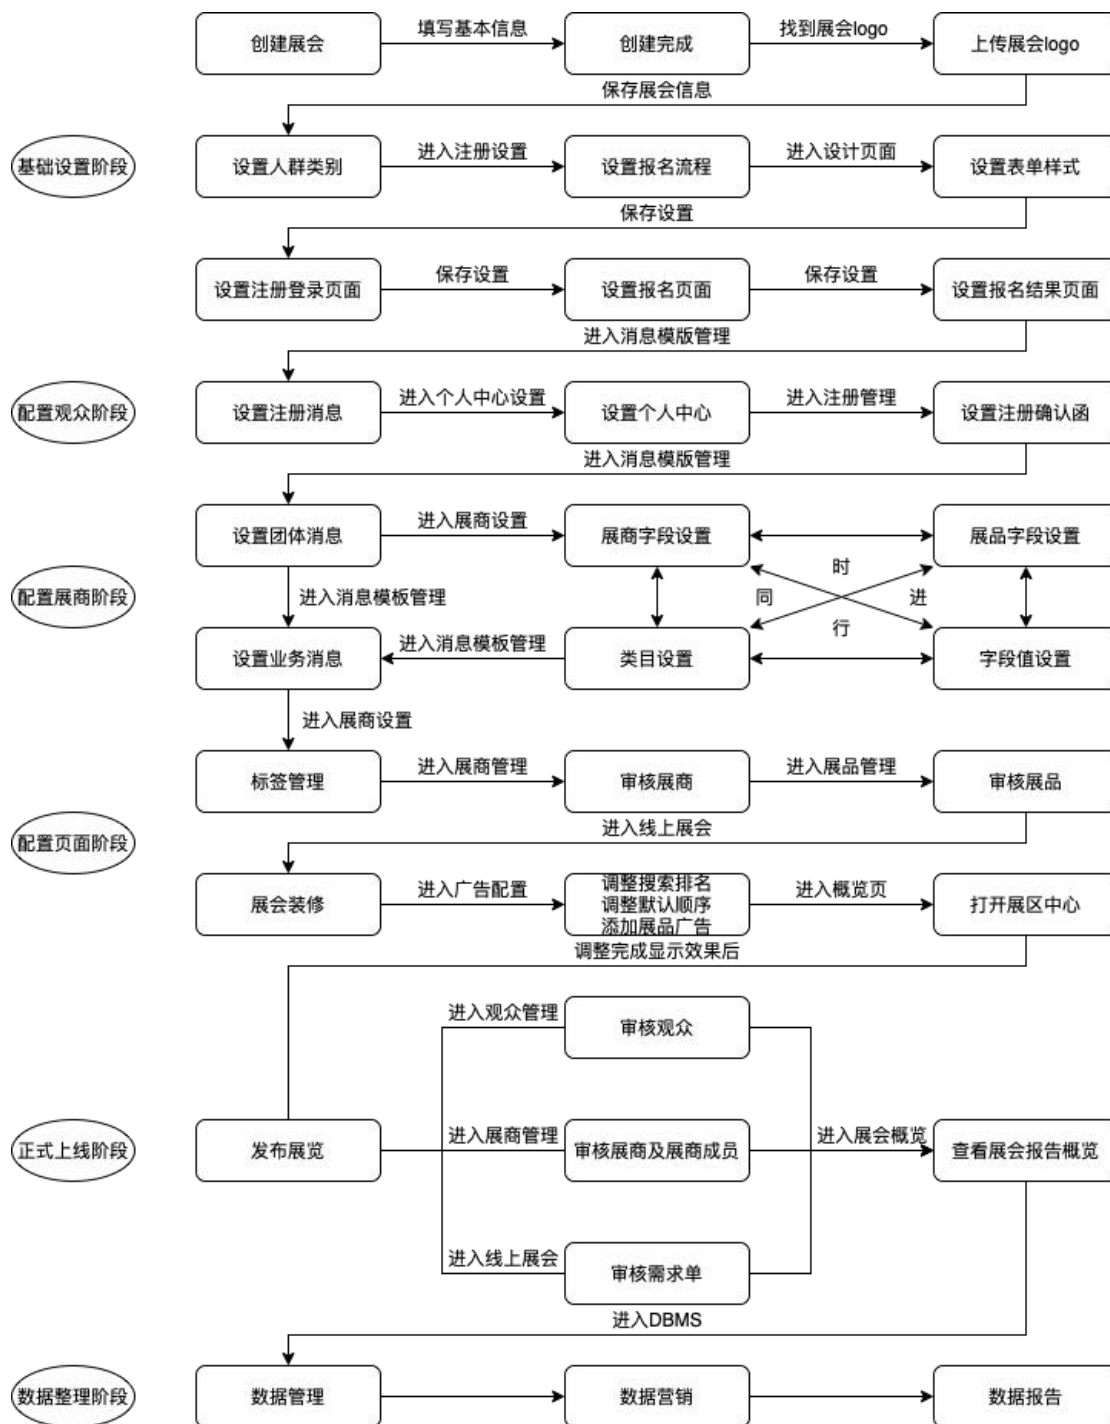 创建展会
填写基本信息
创建完成
找到展会logo
上传展会logo
保存展会信息
基础设置阶段
设置人群类别
进入注册设置
设置报名流程
进入设计页面
设置表单样式
保存设置
设置注册登录页面
保存设置
设置报名页面
保存设置
设置报名结果页面
进入消息模版管理
配置观众阶段
设置注册消息
进入个人中心设置
设置个人中心
进入注册管理
设置注册确认函
进入消息模版管理
设置团体消息
进入展商设置
展商字段设置
展品字段设置
配置展商阶段
进入消息模板管理
同
时
进
行
设置业务消息
进入消息模板管理
类目设置
字段值设置
进入展商设置
标签管理
进入展商管理
审核展商
进入展品管理
审核展品
进入线上展会
配置页面阶段
展会装修
进入广告配置
调整搜索排名
调整默认顺序
添加展品广告
进入概览页
打开展区中心
调整完成显示效果后
进入观众管理
审核观众
正式上线阶段
发布展览
进入展商管理
审核展商及展商成员
进入展会概览
查看展会报告概览
进入线上展会
审核需求单
进入DBMS
数据整理阶段
数据管理
数据营销
数据报告